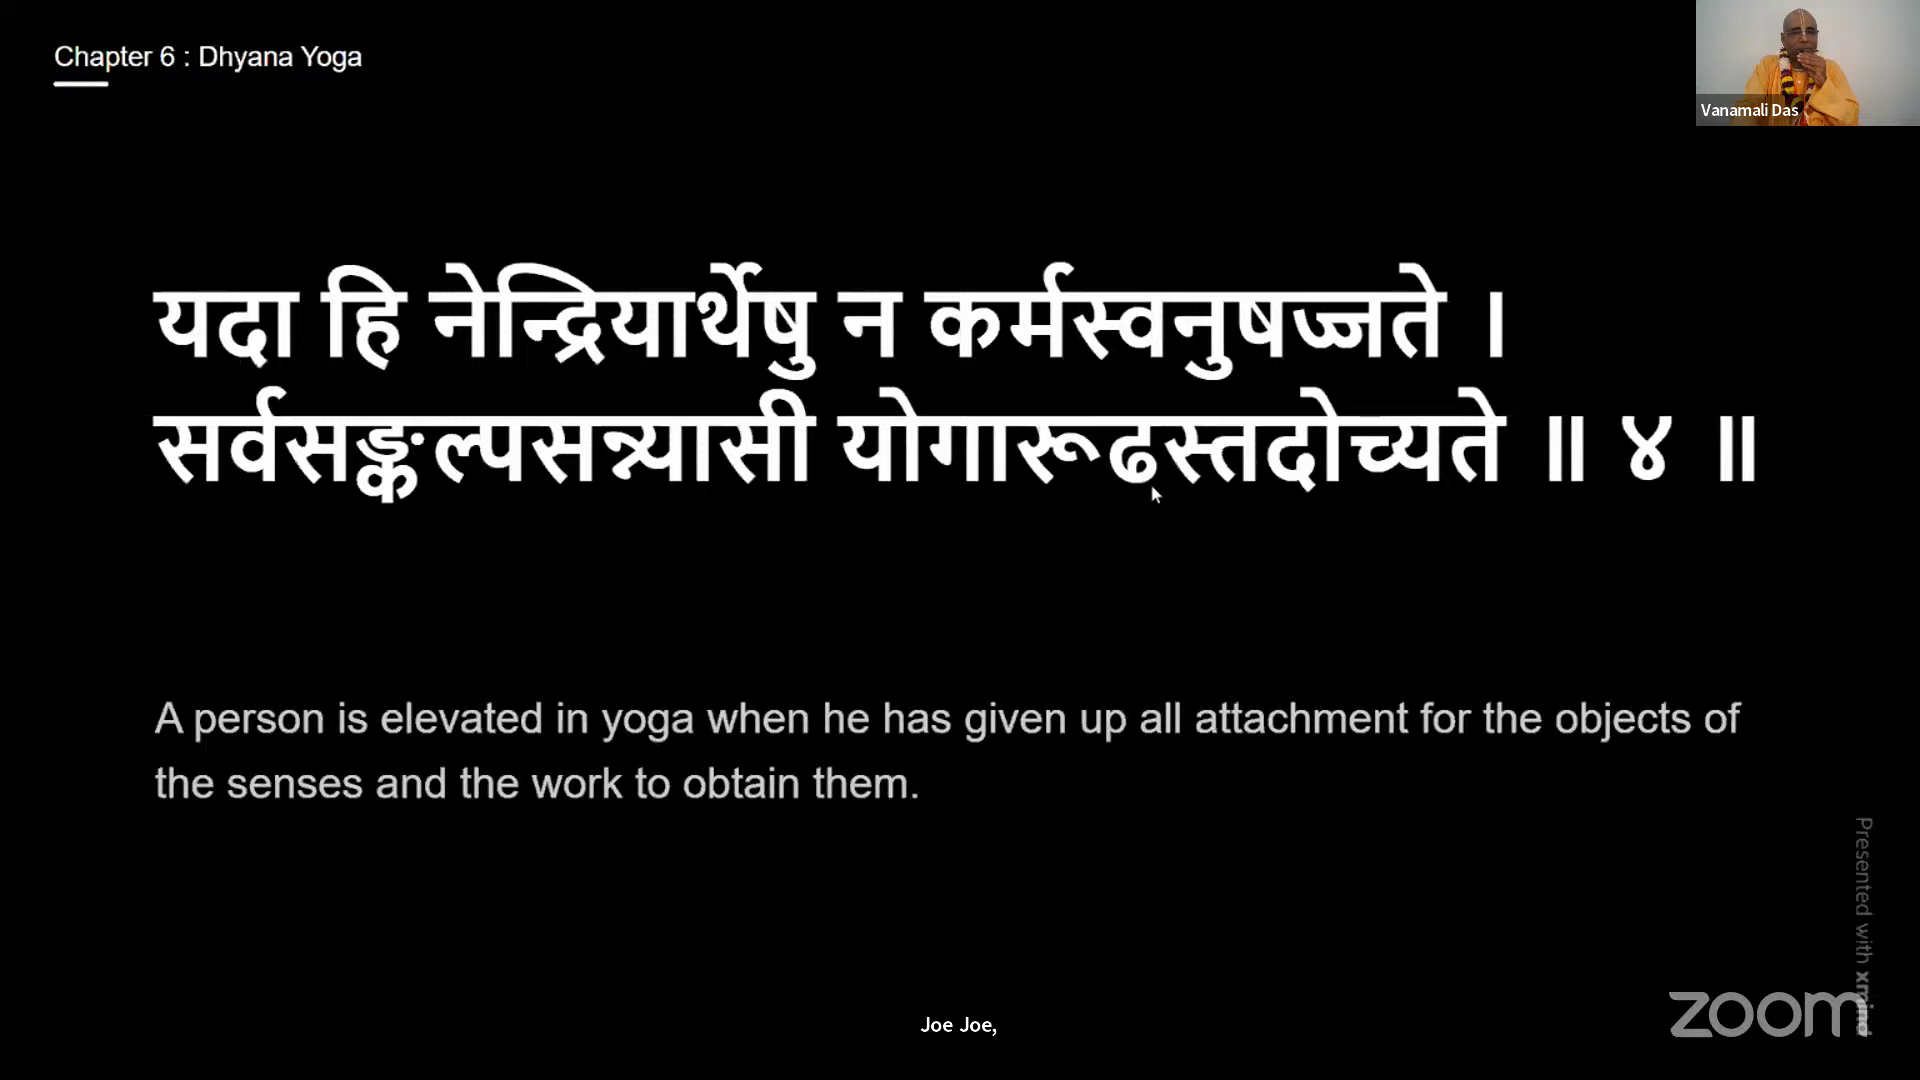 Chapter 6 : Dhyana Yoga
Vanamali Das
यदा हि नेन्द्रियार्थेषु न कर्मस्वनुषज्जते ।
सर्वसङ्कल्पसन्न्यासी योगारूढ्स्तदोच्यते ॥ ४ ॥
A person is elevated in yoga when he has given up all attachment for the objects of
the senses and the work to obtain them.
Presented with xmind
Joe Joe,
zoom